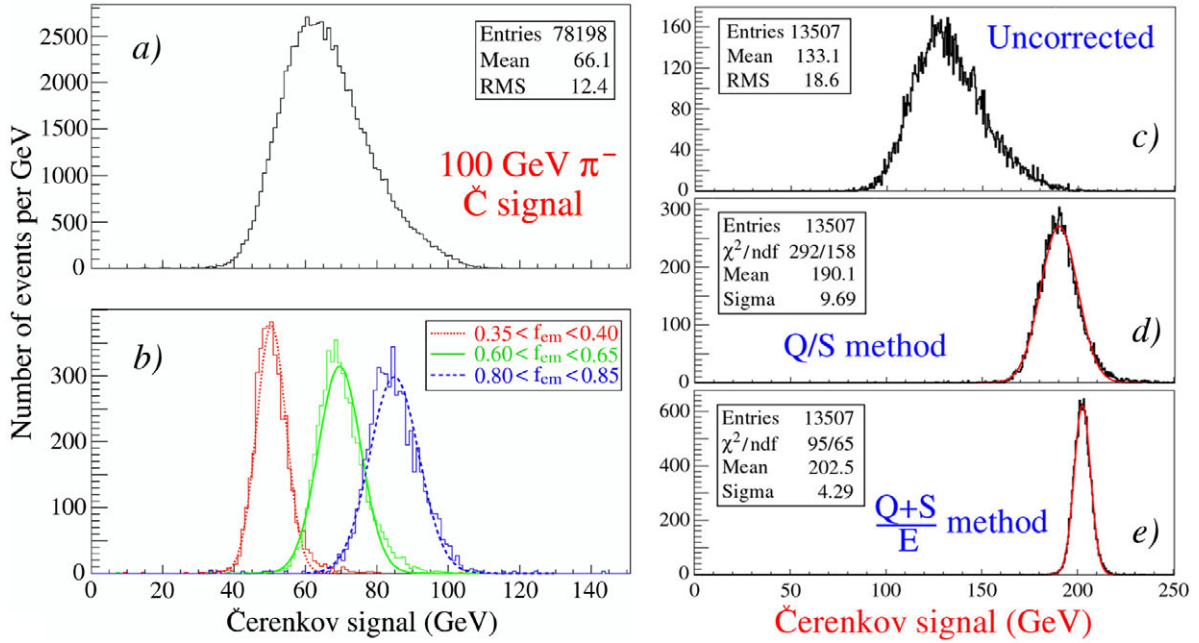 Number of events per GeV
2500
2000
1500
1000
500
0
a)
Entries 78198
Mean 66.1
RMS 12.4
100 GeV π⁻
Č signal
300
200
100
0
b)
0.35 < f_em < 0.40
0.60 < f_em < 0.65
0.80 < f_em < 0.85
0 20 40 60 80 100 120 140
Čerenkov signal (GeV)
160
120
80
40
0
Entries 13507
Mean 133.1
RMS 18.6
Uncorrected
c)
0 50 100 150 200 250
300
200
100
0
Entries 13507
χ²/ndf 292/158
Mean 190.1
Sigma 9.69
Q/S method
d)
600
400
200
0
Entries 13507
χ²/ndf 95/65
Mean 202.5
Sigma 4.29
Q+S
E method
e)
0 50 100 150 200 250
Čerenkov signal (GeV)